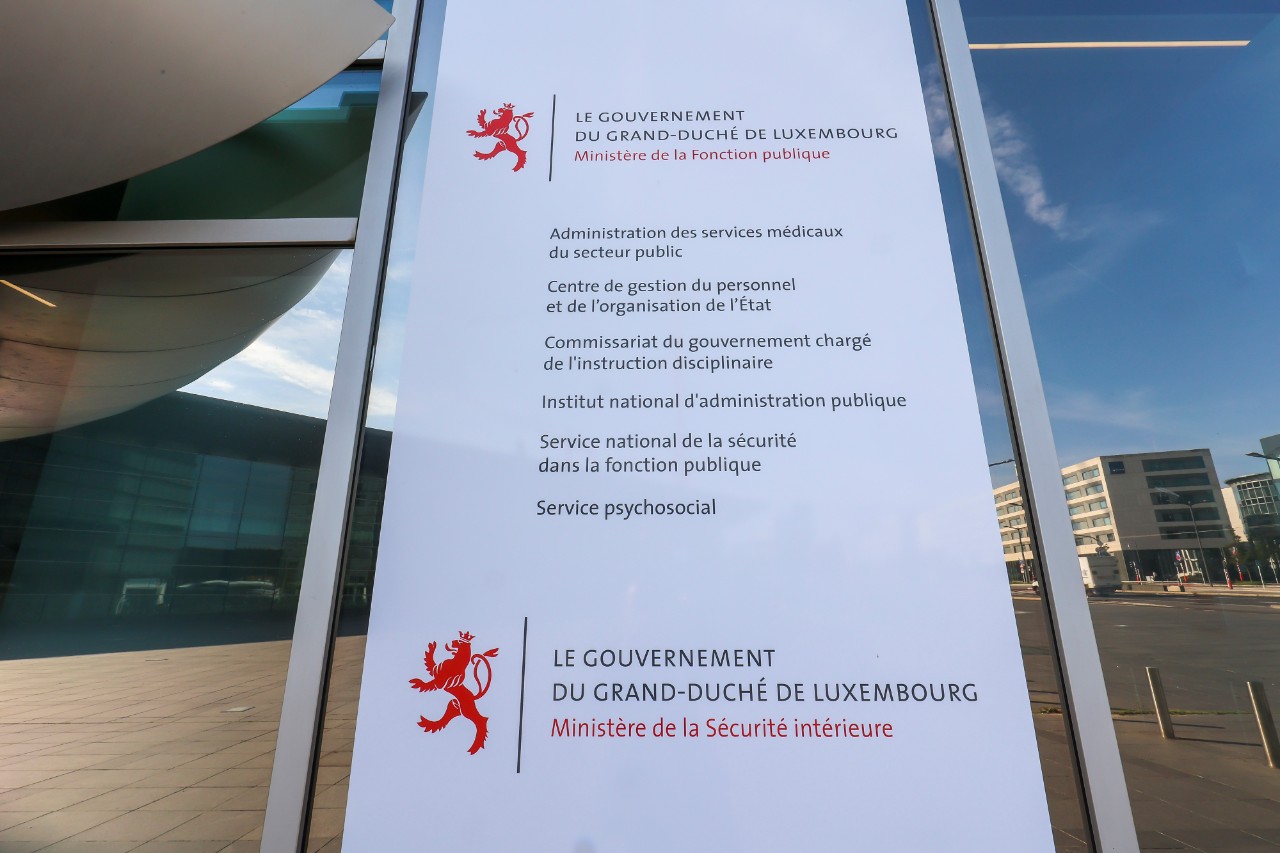 LE GOUVERNEMENT
DU GRAND-DUCHÉ DE LUXEMBOURG
Ministère de la Fonction publique
Administration des services médicaux
du secteur public
Centre de gestion du personnel
et de l'organisation de l'État
Commissariat du gouvernement chargé
de l'instruction disciplinaire
Institut national d'administration publique
Service national de la sécurité
dans la fonction publique
Service psychosocial
LE GOUVERNEMENT
DU GRAND-DUCHÉ DE LUXEMBOURG
Ministère de la Sécurité intérieure